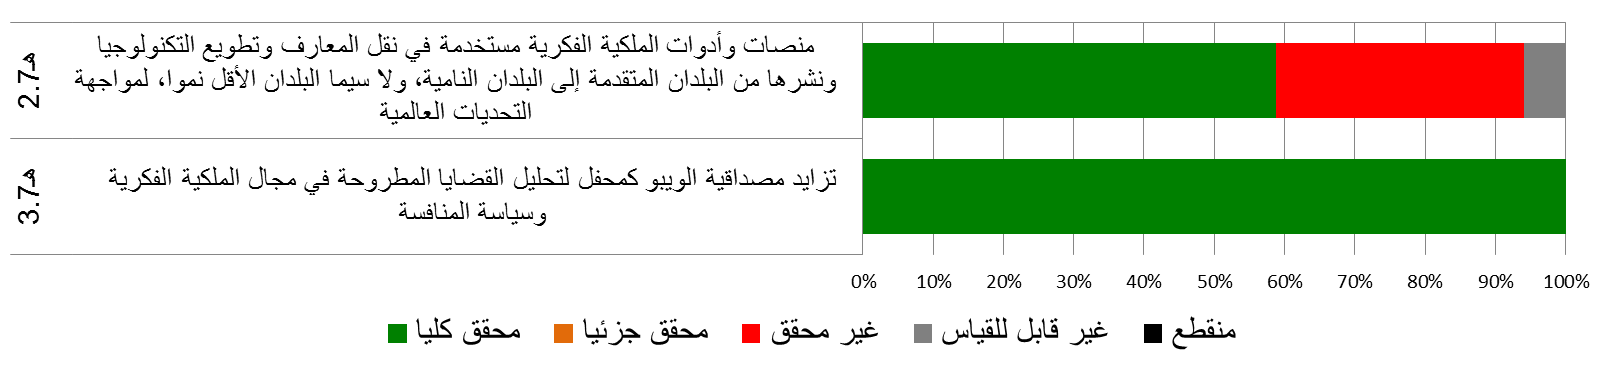 هـ2.7
منصات وأدوات الملكية الفكرية مستخدمة في نقل المعارف وتطويع التكنولوجيا
ونشرها من البلدان المتقدمة إلى البلدان النامية، ولا سيما البلدان الأقل نموا، لمواجهة
التحديات العالمية
هـ3.7
تزايد مصداقية الويبو كمحفل لتحليل القضايا المطروحة في مجال الملكية الفكرية
وسياسة المنافسة
0% 10% 20% 30% 40% 50% 60% 70% 80% 90% 100%
محقق كليا محقق جزئيا غير محقق غير قابل للقياس منقطع